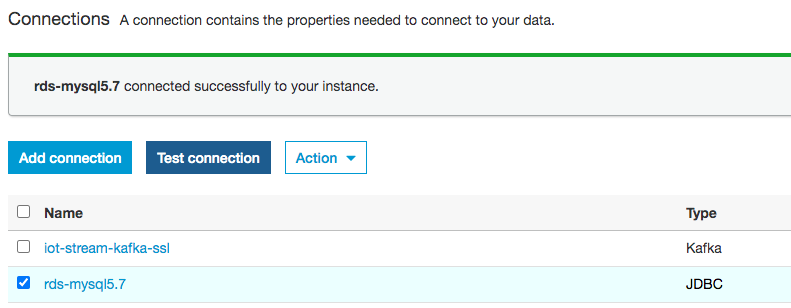 Connections A connection contains the properties needed to connect to your data.
rds-mysql5.7 connected successfully to your instance.
Add connection Test connection Action
Name Type
iot-stream-kafka-ssl Kafka
rds-mysql5.7 JDBC